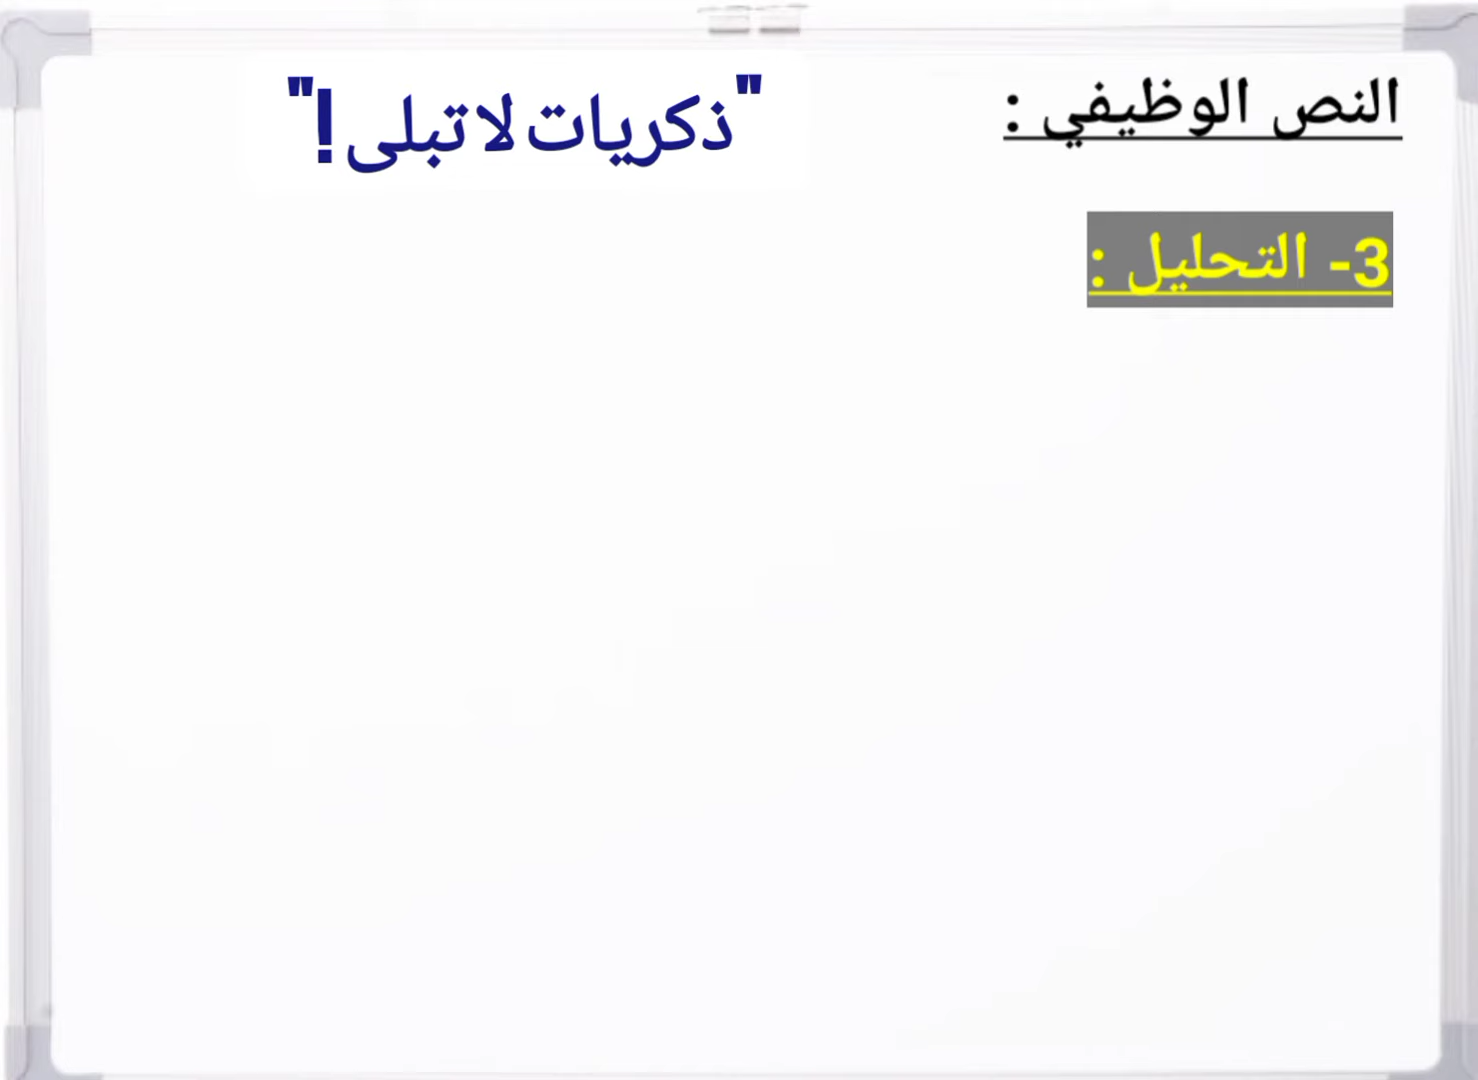 النص الوظيفي :
"ذكريات لا تبلى !"
3- التحليل :